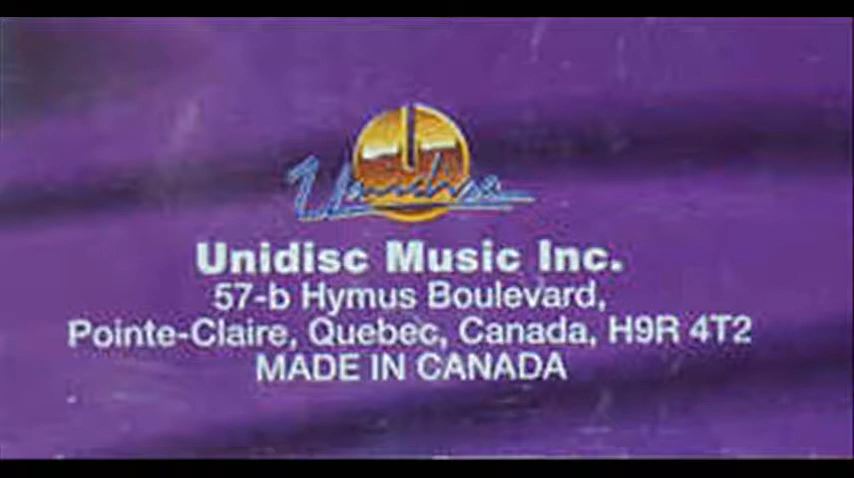 Unidisc
Unidisc Music Inc.
57-b Hymus Boulevard,
Pointe-Claire, Quebec, Canada, H9R 4T2
MADE IN CANADA